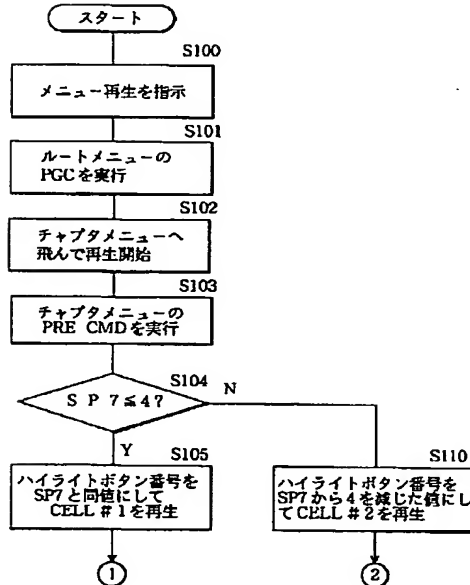 スタート
S100
メニュー再生を指示
S101
ルートメニューの
PGCを実行
S102
チャプタメニューへ
飛んで再生開始
S103
チャプタメニューの
PRE CMDを実行
S104
SP7≦4?
N
Y
S105
ハイライトボタン番号を
SP7と同値にして
CELL#1を再生
S110
ハイライトボタン番号を
SP7から4を減じた値にし
てCELL#2を再生
①
②